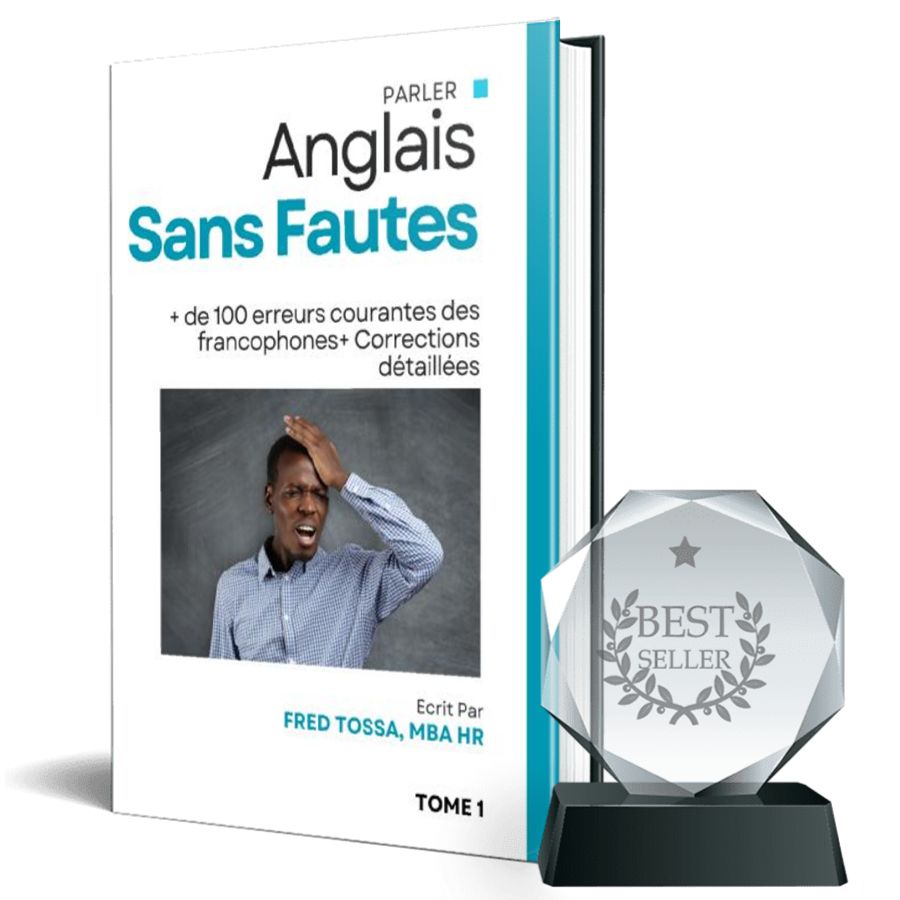 PARLER
Anglais
Sans Fautes
+ de 100 erreurs courantes des
francophones+ Corrections
détaillées
Ecrit Par
FRED TOSSA, MBA HR
TOME 1
BEST
SELLER